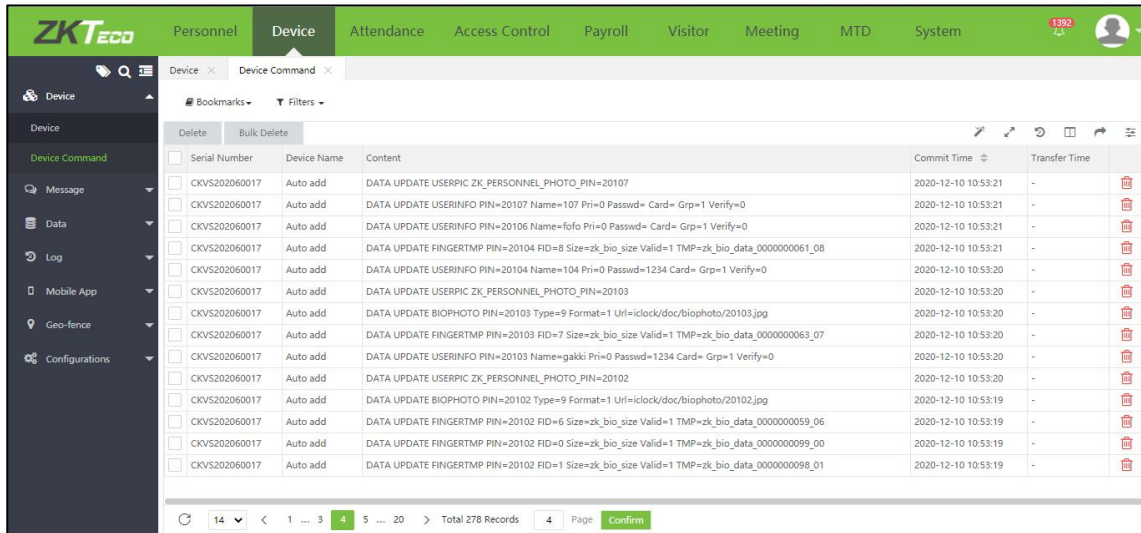 ZKTeco Personnel Device Attendance Access Control Payroll Visitor Meeting MTD System 1392
Device × Device Command ×
Device
Bookmarks Filters
Device
Delete Bulk Delete
Device Command
Serial Number Device Name Content Commit Time Transfer Time
CKVS202060017 Auto add DATA UPDATE USERPIC ZK_PERSONNEL_PHOTO_PIN=20107 2020-12-10 10:53:21 -
Message
CKVS202060017 Auto add DATA UPDATE USERINFO PIN=20107 Name=107 Pri=0 Passwd= Card= Grp=1 Verify=0 2020-12-10 10:53:21 -
CKVS202060017 Auto add DATA UPDATE USERINFO PIN=20106 Name=fofo Pri=0 Passwd= Card= Grp=1 Verify=0 2020-12-10 10:53:21 -
Data
CKVS202060017 Auto add DATA UPDATE FINGERTMP PIN=20104 FID=8 Size=zk_bio_size Valid=1 TMP=zk_bio_data_0000000061_08 2020-12-10 10:53:21 -
Log
CKVS202060017 Auto add DATA UPDATE USERINFO PIN=20104 Name=104 Pri=0 Passwd=1234 Card= Grp=1 Verify=0 2020-12-10 10:53:20 -
Mobile App
CKVS202060017 Auto add DATA UPDATE USERPIC ZK_PERSONNEL_PHOTO_PIN=20103 2020-12-10 10:53:20 -
CKVS202060017 Auto add DATA UPDATE BIOPHOTO PIN=20103 Type=9 Format=1 Url=iclock/doc/biophoto/20103.jpg 2020-12-10 10:53:20 -
Geo-fence
CKVS202060017 Auto add DATA UPDATE FINGERTMP PIN=20103 FID=7 Size=zk_bio_size Valid=1 TMP=zk_bio_data_0000000063_07 2020-12-10 10:53:20 -
Configurations
CKVS202060017 Auto add DATA UPDATE USERINFO PIN=20103 Name=gakki Pri=0 Passwd=1234 Card= Grp=1 Verify=0 2020-12-10 10:53:20 -
CKVS202060017 Auto add DATA UPDATE USERPIC ZK_PERSONNEL_PHOTO_PIN=20102 2020-12-10 10:53:20 -
CKVS202060017 Auto add DATA UPDATE BIOPHOTO PIN=20102 Type=9 Format=1 Url=iclock/doc/biophoto/20102.jpg 2020-12-10 10:53:19 -
CKVS202060017 Auto add DATA UPDATE FINGERTMP PIN=20102 FID=6 Size=zk_bio_size Valid=1 TMP=zk_bio_data_0000000059_06 2020-12-10 10:53:19 -
CKVS202060017 Auto add DATA UPDATE FINGERTMP PIN=20102 FID=0 Size=zk_bio_size Valid=1 TMP=zk_bio_data_0000000099_00 2020-12-10 10:53:19 -
CKVS202060017 Auto add DATA UPDATE FINGERTMP PIN=20102 FID=1 Size=zk_bio_size Valid=1 TMP=zk_bio_data_0000000098_01 2020-12-10 10:53:19 -
14 < 1 ... 3 4 5 ... 20 > Total 278 Records 4 Page Confirm